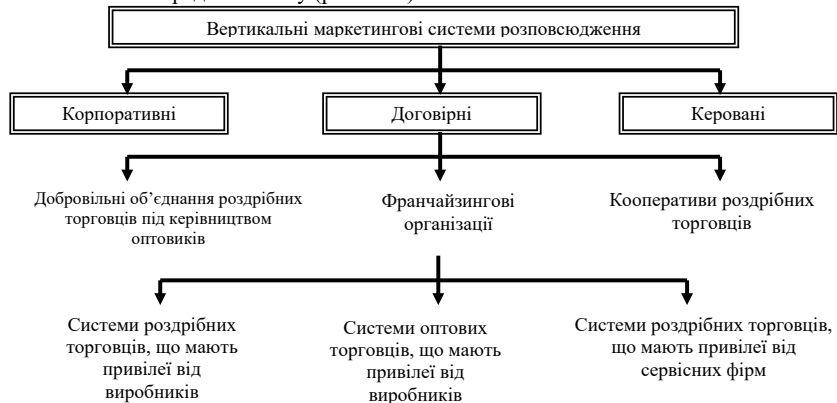 Вертикальні маркетингові системи розповсюдження
Корпоративні
Договірні
Керовані
Добровільні об’єднання роздрібних
торговців під керівництвом
оптовиків
Франчайзингові
організації
Кооперативи роздрібних
торговців
Системи роздрібних
торговців, що мають
привілеї від
виробників
Системи оптових
торговців, що мають
привілеї від
виробників
Системи роздрібних торговців,
що мають привілеї від
сервісних фірм